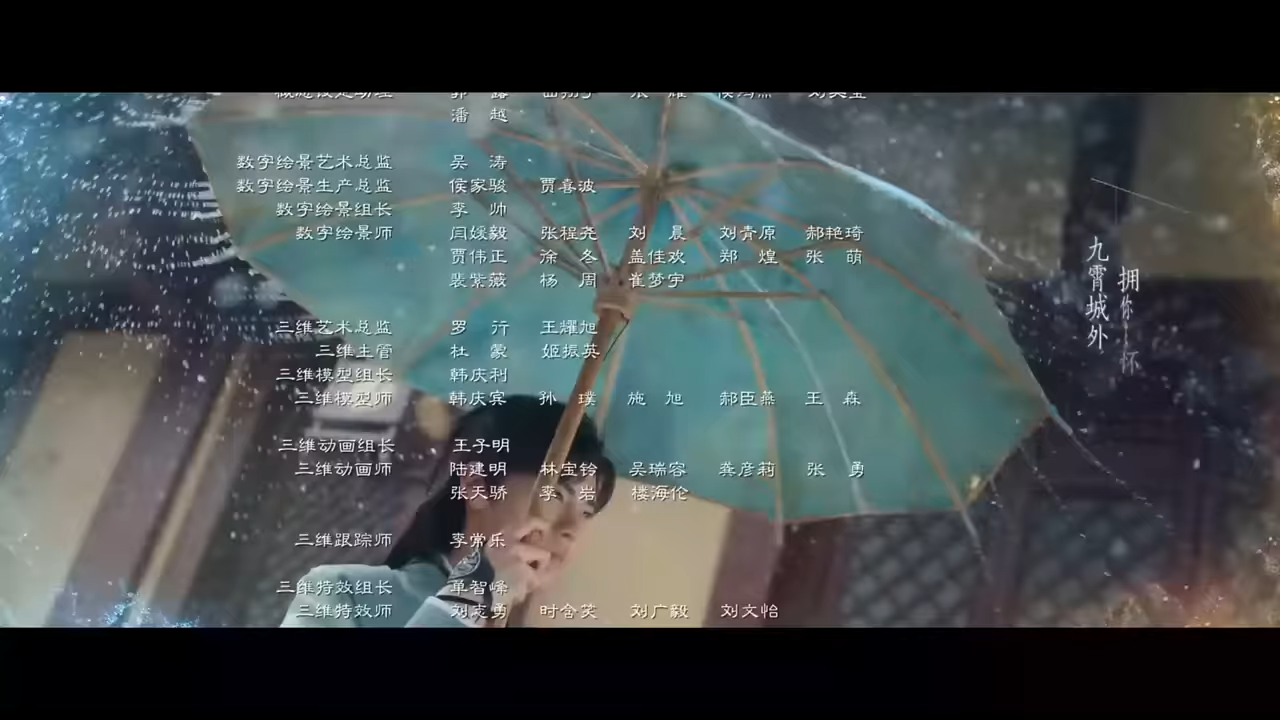 潘 越
数字绘景艺术总监 吴 涛
数字绘景生产总监 侯家骏 贾喜波
数字绘景组长 李 帅
数字绘景师 闫媛毅 张程尧 刘 晨 刘青原 郝艳琦
贾伟正 涂 冬 盖佳欢 郑 煌 张 萌
裴紫薇 杨 周 崔梦宇
三维艺术总监 罗 行 王耀旭
三维主管 杜 蒙 姬振英
三维模型组长 韩庆利
三维模型师 韩庆宾 孙 璞 施 旭 郝臣燕 王 森
三维动画组长 王子明
三维动画师 陆建明 林宝铃 吴瑞容 龚彦莉 张 勇
张天骄 李 岩 楼海伦
三维跟踪师 李常乐
三维特效组长 单智峰
三维特效师 刘志勇 时含笑 刘广毅 刘文怡
九霄城外
拥你入怀